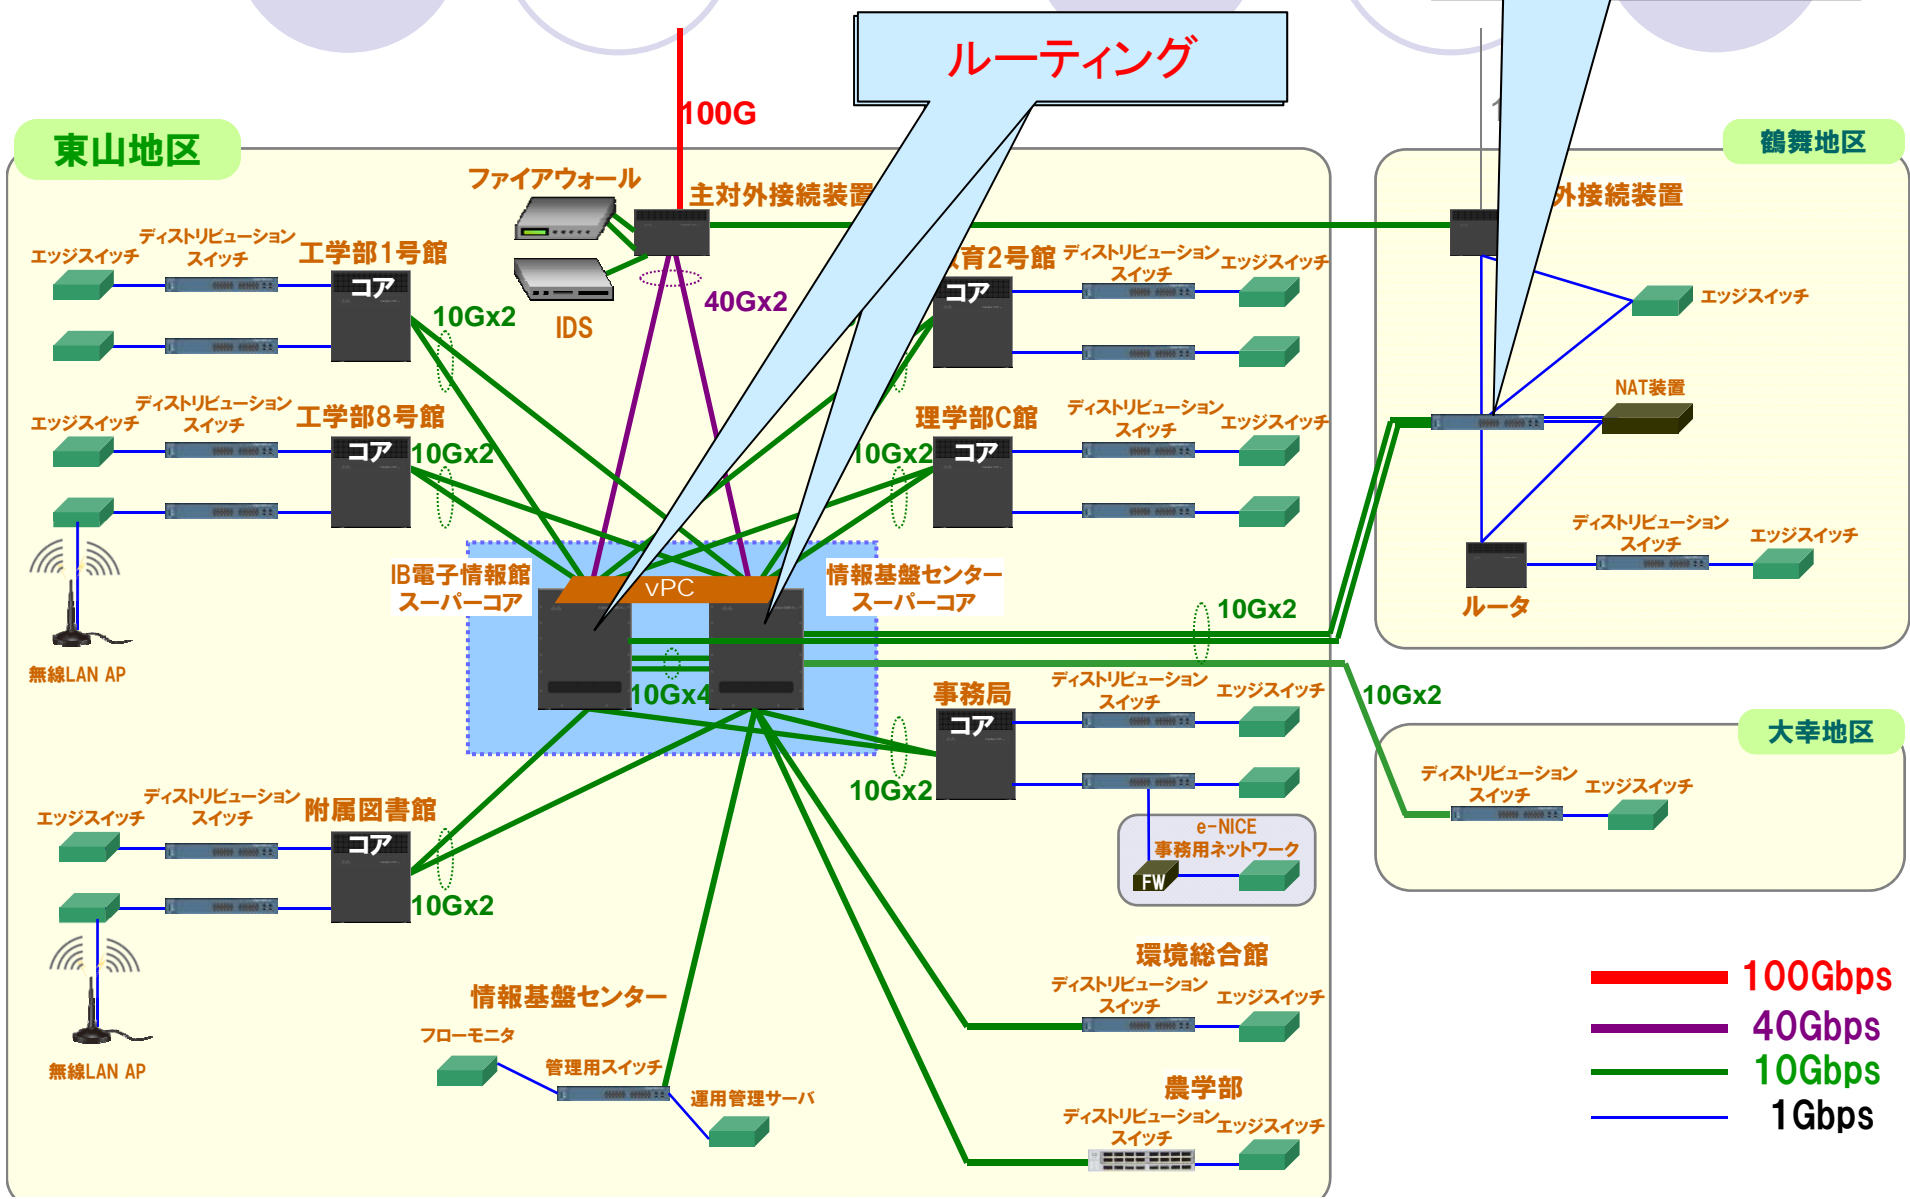 ルーティング
100G
1
東山地区
鶴舞地区
ファイアウォール
主対外接続装置
外接続装置
エッジスイッチ
ディストリビューション
スイッチ
工学部1号館
コア
IDS
40Gx2
10Gx2
育2号館
コア
ディストリビューション
スイッチ
エッジスイッチ
エッジスイッチ
NAT装置
エッジスイッチ
ディストリビューション
スイッチ
工学部8号館
コア
10Gx2
10Gx2
理学部C館
コア
ディストリビューション
スイッチ
エッジスイッチ
ディストリビューション
スイッチ
エッジスイッチ
ルータ
IB電子情報館
スーパーコア
vPC
情報基盤センター
スーパーコア
10Gx2
無線LAN AP
10Gx4
事務局
コア
ディストリビューション
スイッチ
エッジスイッチ
10Gx2
10Gx2
大幸地区
ディストリビューション
スイッチ
エッジスイッチ
エッジスイッチ
ディストリビューション
スイッチ
附属図書館
コア
10Gx2
e-NICE
事務用ネットワーク
FW
無線LAN AP
情報基盤センター
フローモニタ
管理用スイッチ
運用管理サーバ
環境総合館
ディストリビューション
スイッチ
エッジスイッチ
農学部
ディストリビューション
スイッチ
エッジスイッチ
100Gbps
40Gbps
10Gbps
1Gbps